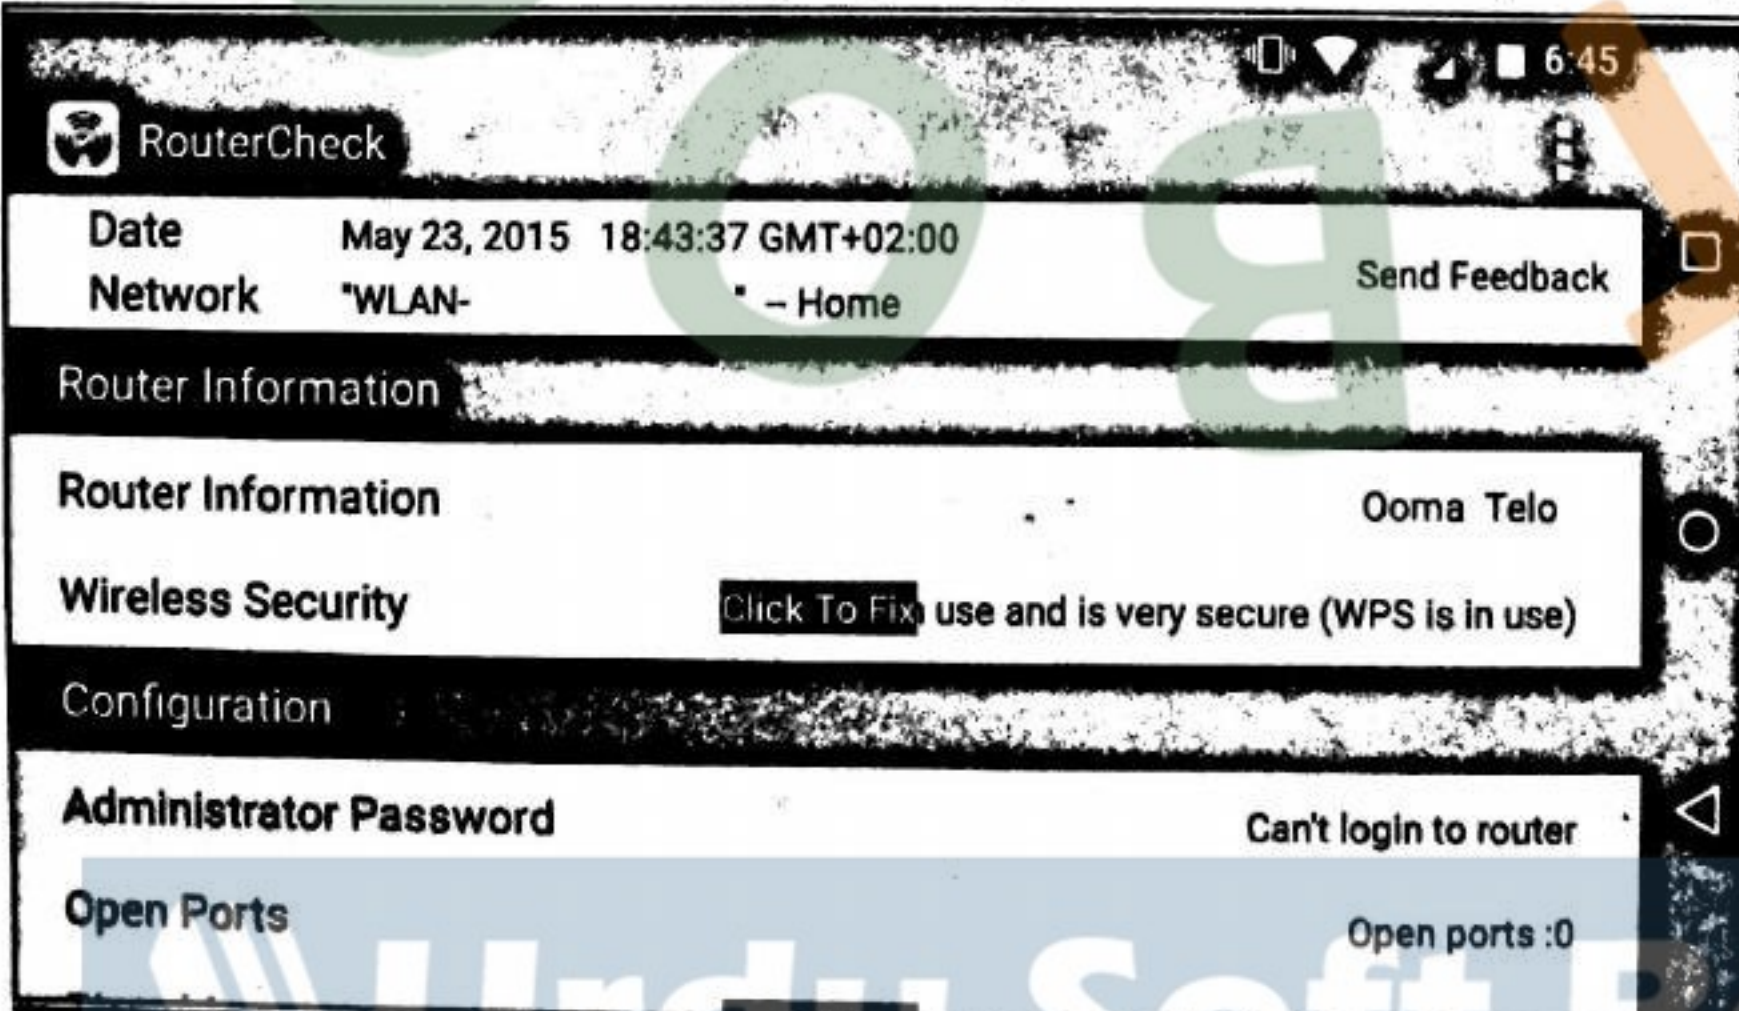 6:45
RouterCheck
Date May 23, 2015 18:43:37 GMT+02:00
Network "WLAN- " – Home
Send Feedback
Router Information
Router Information Ooma Telo
Wireless Security Click To Fix use and is very secure (WPS is in use)
Configuration
Administrator Password Can't login to router
Open Ports Open ports :0
Urdu Soft B